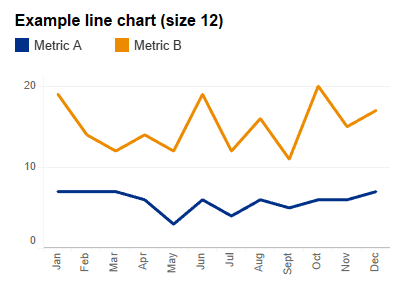 Example line chart (size 12)
Metric A Metric B
20
10
0
Jan Feb Mar Apr May Jun Jul Aug Sept Oct Nov Dec